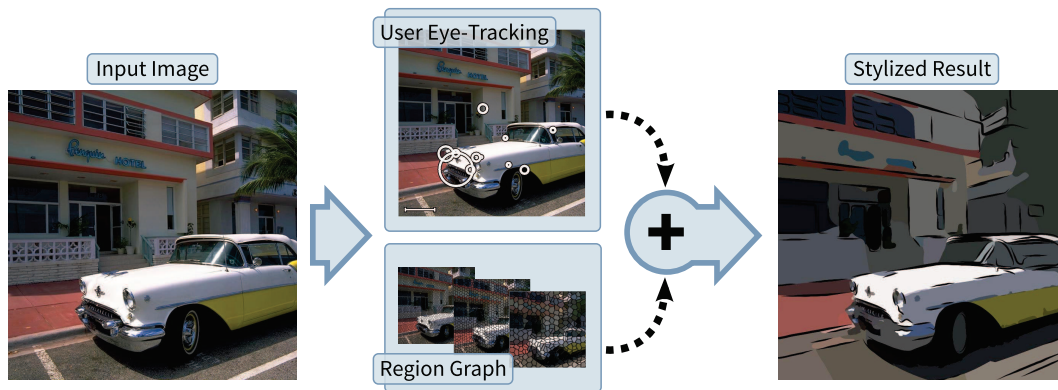 User Eye-Tracking
Input Image
Stylized Result
Region Graph